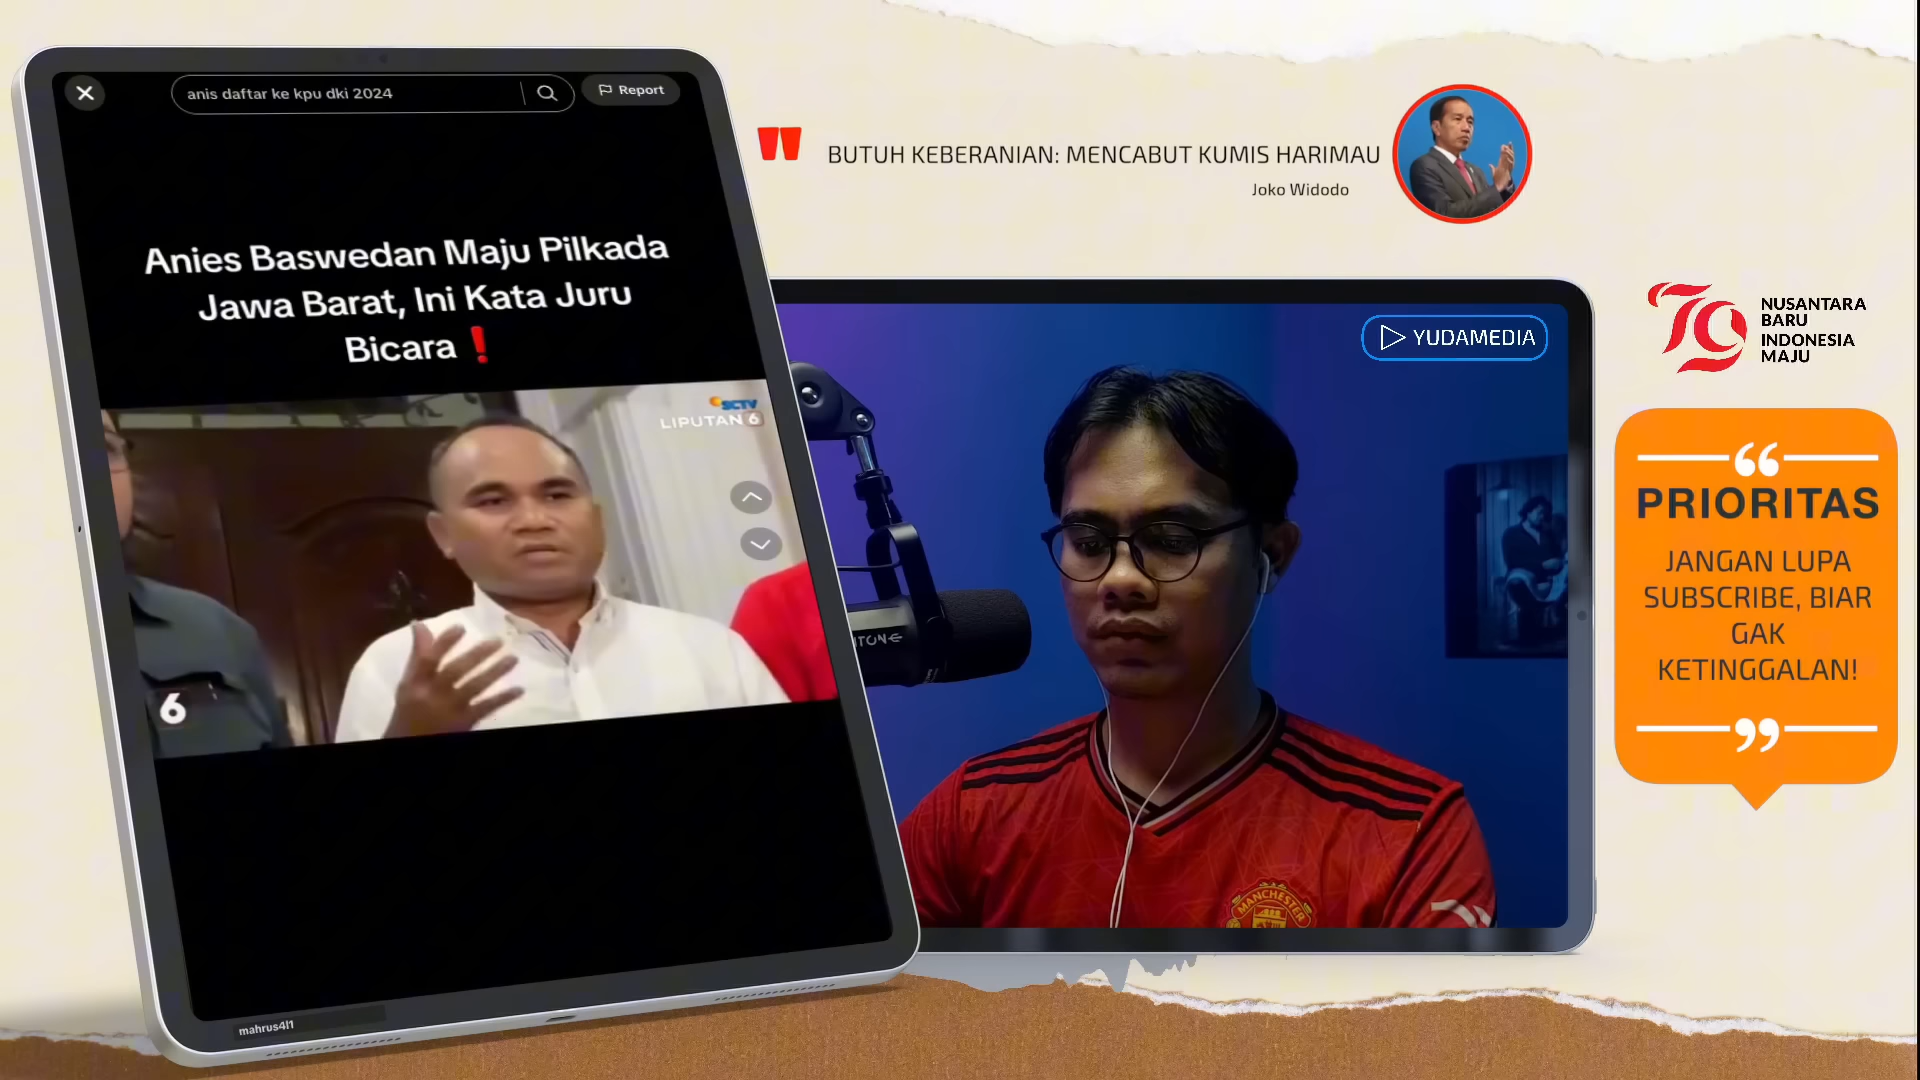 anis daftar ke kpu dki 2024
Report
Anies Baswedan Maju Pilkada
Jawa Barat, Ini Kata Juru
Bicara❗
SCTV
LIPUTAN 6
6
mahrus4l1
BUTUH KEBERANIAN: MENCABUT KUMIS HARIMAU
Joko Widodo
YUDAMEDIA
MANCHESTER
79
NUSANTARA
BARU
INDONESIA
MAJU
PRIORITAS
JANGAN LUPA
SUBSCRIBE, BIAR
GAK
KETINGGALAN!